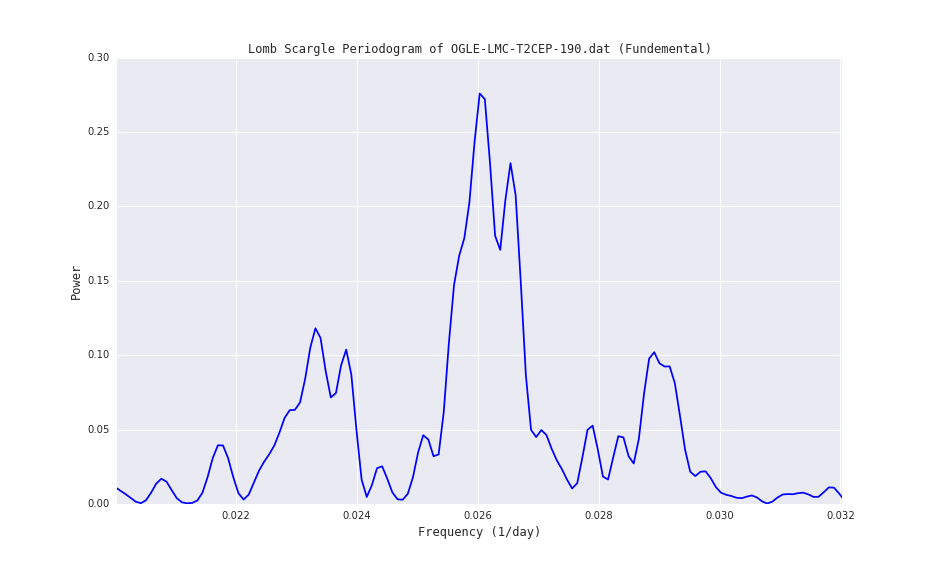 Lomb Scargle Periodogram of OGLE-LMC-T2CEP-190.dat (Fundemental)
0.30
0.25
0.20
0.15
0.10
0.05
0.00
Power
0.022 0.024 0.026 0.028 0.030 0.032
Frequency (1/day)